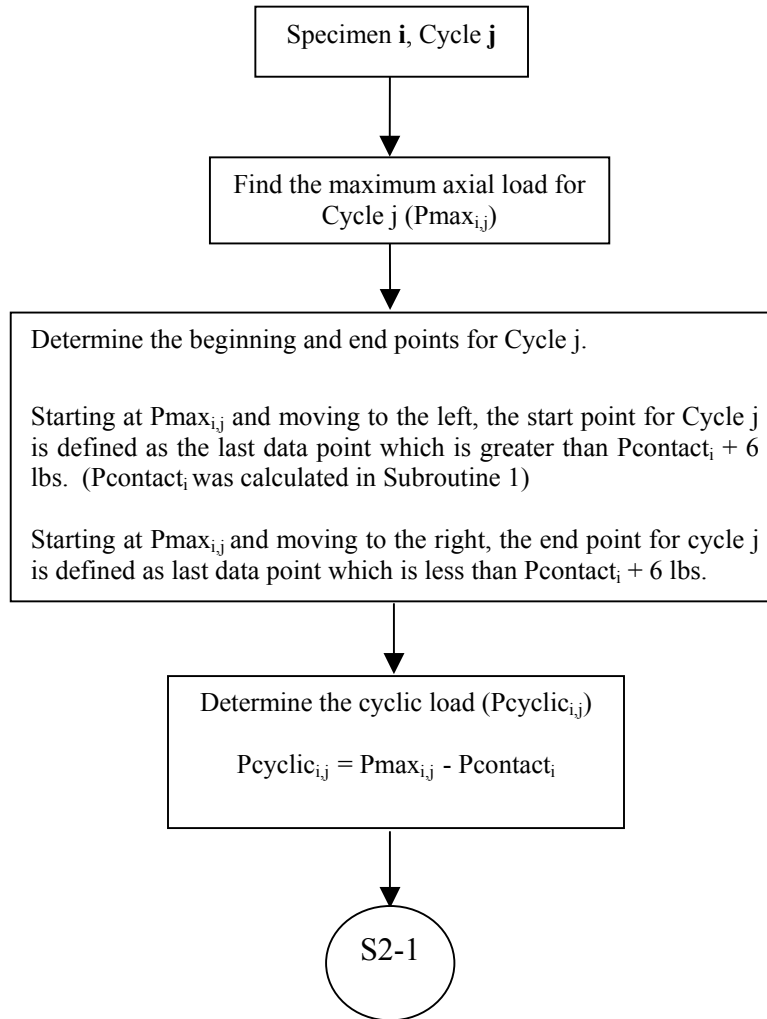 Specimen i, Cycle j
Find the maximum axial load for
Cycle j (Pmaxi,j)
Determine the beginning and end points for Cycle j.
Starting at Pmaxi,j and moving to the left, the start point for Cycle j
is defined as the last data point which is greater than Pcontacti + 6
lbs. (Pcontacti was calculated in Subroutine 1)
Starting at Pmaxi,j and moving to the right, the end point for cycle j
is defined as last data point which is less than Pcontacti + 6 lbs.
Determine the cyclic load (Pcyclici,j)
Pcyclici,j = Pmaxi,j - Pcontacti
S2-1